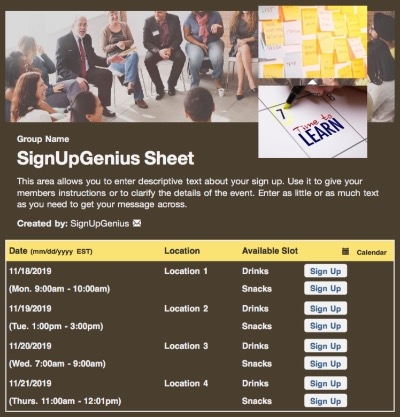 7
Time to
LEARN
Group Name
SignUpGenius Sheet
This area allows you to enter descriptive text about your sign up. Use it to give your
members instructions or to clarify the details of the event. Enter as little or as much text
as you need to get your message across.
Created by: SignUpGenius
Date (mm/dd/yyyy EST) Location Available Slot Calendar
11/18/2019 Location 1 Drinks Sign Up
(Mon. 9:00am - 10:00am) Snacks Sign Up
11/19/2019 Location 2 Drinks Sign Up
(Tue. 1:00pm - 3:00pm) Snacks Sign Up
11/20/2019 Location 3 Drinks Sign Up
(Wed. 7:00am - 9:00am) Snacks Sign Up
11/21/2019 Location 4 Drinks Sign Up
(Thurs. 11:00am - 12:01pm) Snacks Sign Up